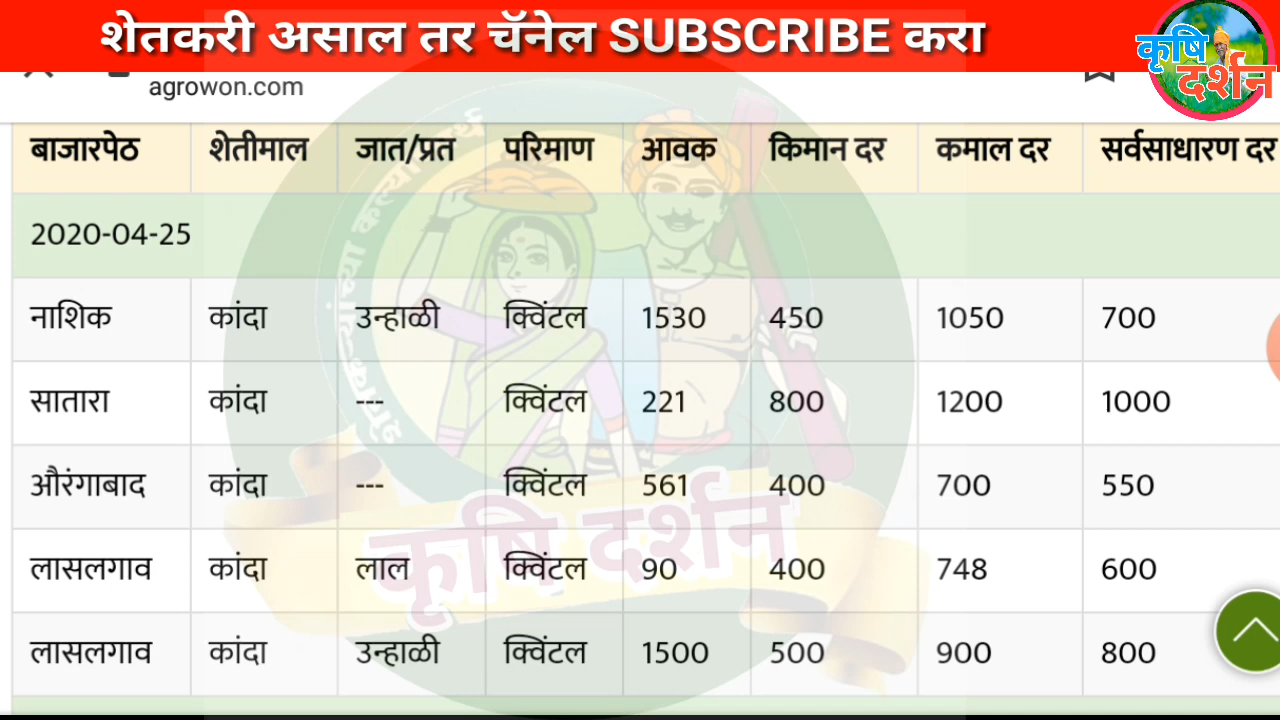 शेतकरी असाल तर चॅनेल SUBSCRIBE करा
कृषि
दर्शन
agrowon.com
बाजारपेठ शेतीमाल जात/प्रत परिमाण आवक किमान दर कमाल दर सर्वसाधारण दर
2020-04-25
नाशिक कांदा उन्हाळी क्विंटल 1530 450 1050 700
सातारा कांदा --- क्विंटल 221 800 1200 1000
औरंगाबाद कांदा --- क्विंटल 561 400 700 550
लासलगाव कांदा लाल क्विंटल 90 400 748 600
लासलगाव कांदा उन्हाळी क्विंटल 1500 500 900 800
कृषि दर्शन